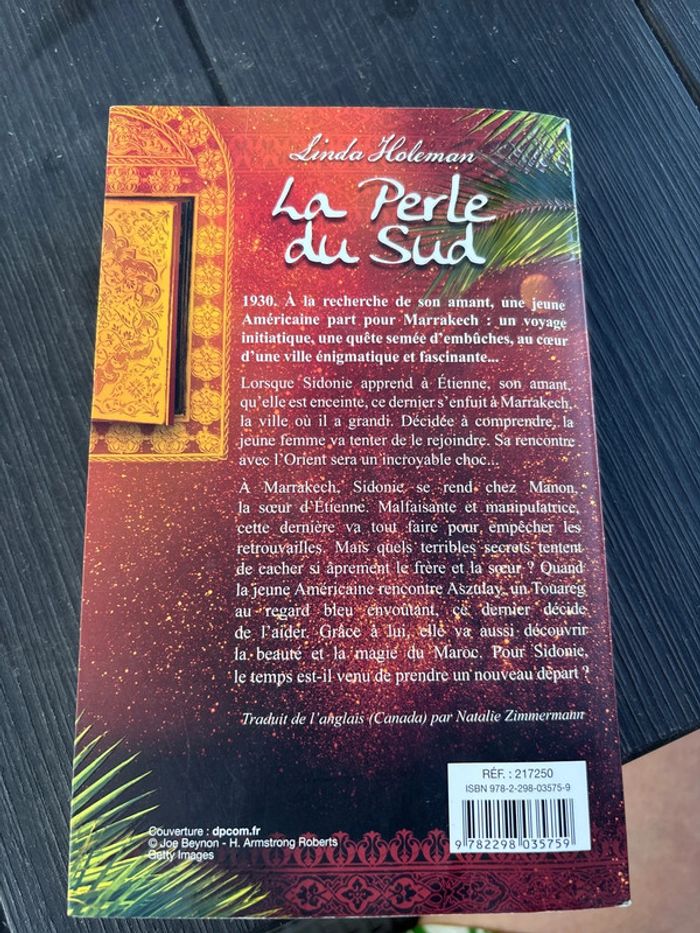 Linda Holeman
La Perle
du Sud
1930. À la recherche de son amant, une jeune
Américaine part pour Marrakech : un voyage
initiatique, une quête semée d'embûches, au cœur
d'une ville énigmatique et fascinante...
Lorsque Sidonie apprend à Étienne, son amant,
qu'elle est enceinte, ce dernier s'enfuit à Marrakech,
la ville où il a grandi. Décidée à comprendre, la
jeune femme va tenter de le rejoindre. Sa rencontre
avec l'Orient sera un incroyable choc...
À Marrakech, Sidonie se rend chez Manon,
la sœur d'Étienne. Malfaisante et manipulatrice,
cette dernière va tout faire pour empêcher les
retrouvailles. Mais quels terribles secrets tentent
de cacher si âprement le frère et la sœur ? Quand
la jeune Américaine rencontre Aszulay, un Touareg
au regard bleu envoûtant, ce dernier décide
de l'aider. Grâce à lui, elle va aussi découvrir
la beauté et la magie du Maroc. Pour Sidonie,
le temps est-il venu de prendre un nouveau départ ?
Traduit de l'anglais (Canada) par Natalie Zimmermann
RÉF. : 217250
ISBN 978-2-298-03575-9
9 782298 035759
Couverture : dpcom.fr
© Joe Beynon - H. Armstrong Roberts
Getty Images